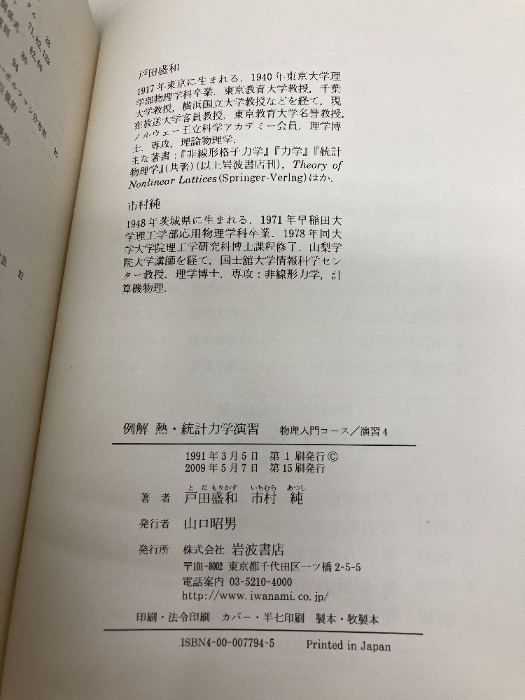 戸田盛和
1917年東京に生まれる．1940年東京大学理
学部物理学科卒業．東京教育大学教授，千葉
大学教授，横浜国立大学教授などを経て，現
在放送大学客員教授，東京教育大学名誉教授．
ノルウェー王立科学アカデミー会員．理学博
士．専攻，理論物理学．
主な著書：『非線形格子力学』『力学』『統計
物理学』(共著)(以上岩波書店刊)，Theory of
Nonlinear Lattices (Springer-Verlag) ほか．
市村純
1948年茨城県に生まれる．1971年早稲田大
学理工学部応用物理学科卒業．1978年同大
学大学院理工学研究科博士課程修了．山梨学
院大学講師を経て，国士舘大学情報科学セン
ター教授．理学博士．専攻：非線形力学，計
算機物理．
例解 熱・統計力学演習 物理入門コース／演習4
1991年3月5日 第1刷発行©
2009年5月7日 第15刷発行
と だ もりかず いちむら あつし
著者 戸田盛和 市村 純
発行者 山口昭男
発行所 株式会社 岩波書店
〒101-8002 東京都千代田区一ツ橋2-5-5
電話案内 03-5210-4000
http://www.iwanami.co.jp/
印刷・法令印刷 カバー・半七印刷 製本・牧製本
ISBN4-00-007794-5 Printed in Japan